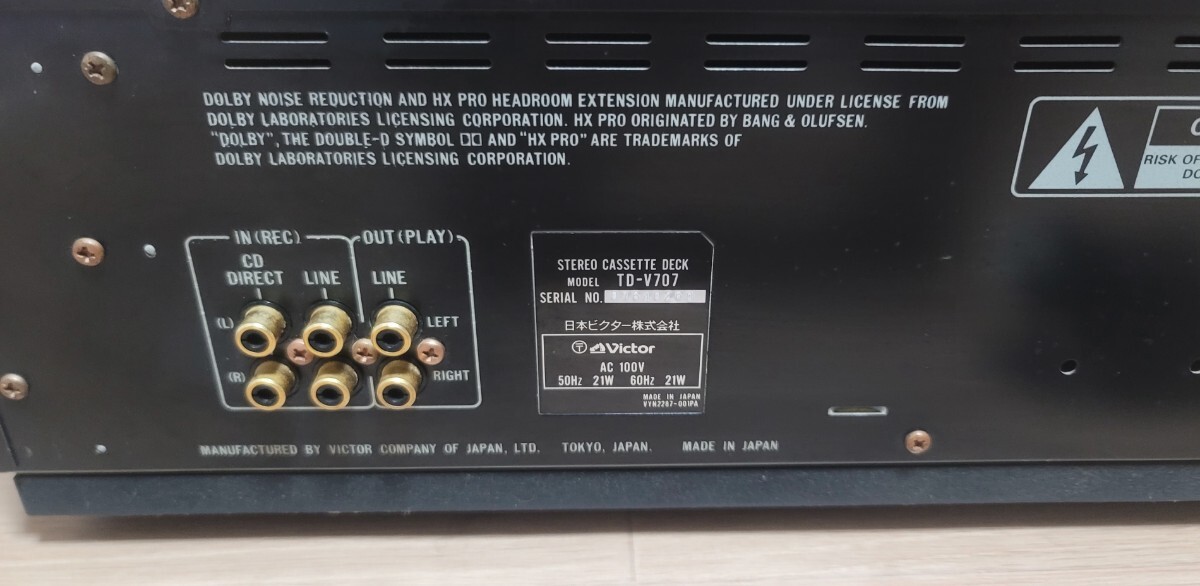 DOLBY NOISE REDUCTION AND HX PRO HEADROOM EXTENSION MANUFACTURED UNDER LICENSE FROM
DOLBY LABORATORIES LICENSING CORPORATION. HX PRO ORIGINATED BY BANG & OLUFSEN.
"DOLBY", THE DOUBLE-D SYMBOL AND "HX PRO" ARE TRADEMARKS OF
DOLBY LABORATORIES LICENSING CORPORATION.
RISK OF
IN (REC)
OUT (PLAY)
CD
DIRECT
LINE
LINE
(L)
LEFT
(R)
RIGHT
STEREO CASSETTE DECK
MODEL TD-V707
SERIAL NO.
日本ビクター株式会社
Victor
AC 100V
50Hz 21W 60Hz 21W
MADE IN JAPAN
VYN2267-001PA
MANUFACTURED BY VICTOR COMPANY OF JAPAN, LTD. TOKYO, JAPAN. MADE IN JAPAN